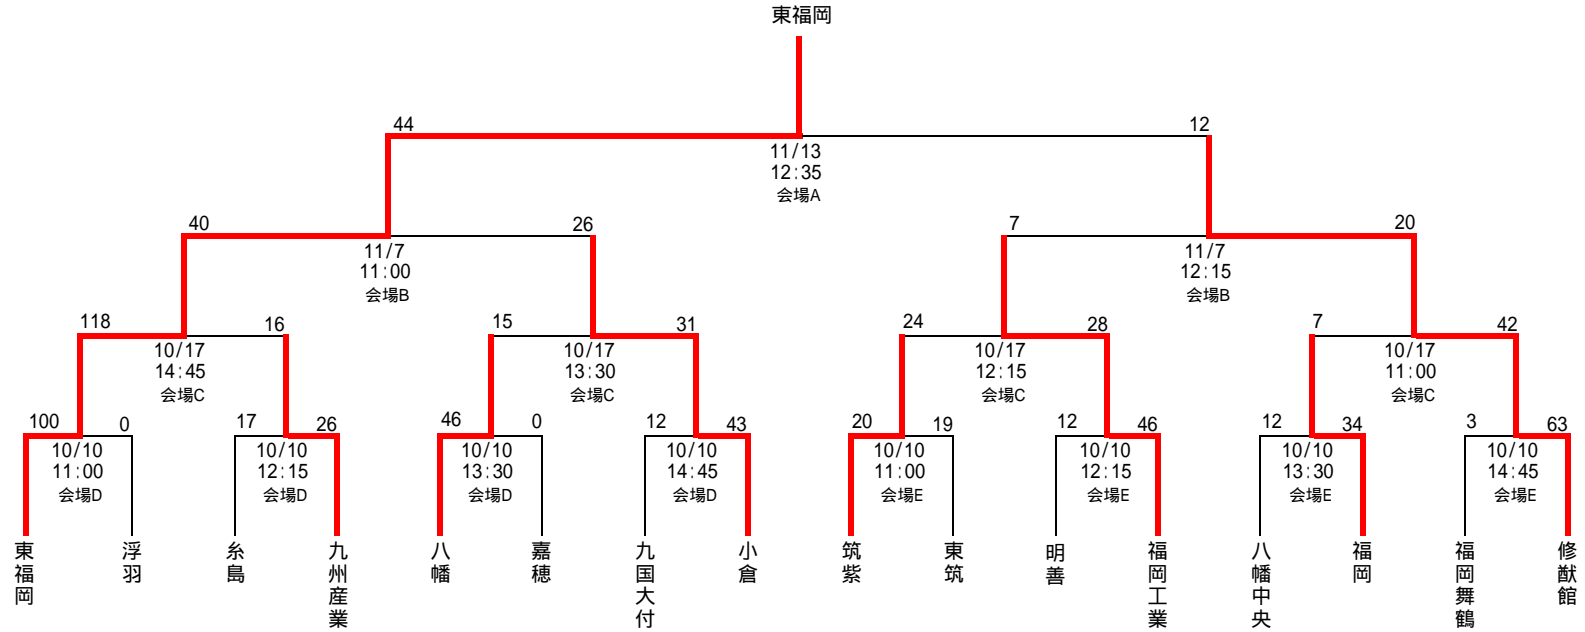 東福岡
44
12
11/13
12:35
会場A
40
26
7
20
11/7
11:00
会場B
11/7
12:15
会場B
118
16
15
31
24
28
7
42
10/17
14:45
会場C
10/17
13:30
会場C
10/17
12:15
会場C
10/17
11:00
会場C
100
0
17
26
46
0
12
43
20
19
12
46
12
34
3
63
10/10
11:00
会場D
10/10
12:15
会場D
10/10
13:30
会場D
10/10
14:45
会場D
10/10
11:00
会場E
10/10
12:15
会場E
10/10
13:30
会場E
10/10
14:45
会場E
東福岡
浮羽
糸島
九州産業
八幡
嘉穂
九国大付
小倉
筑紫
東筑
明善
福岡工業
八幡中央
福岡
福岡舞鶴
修猷館